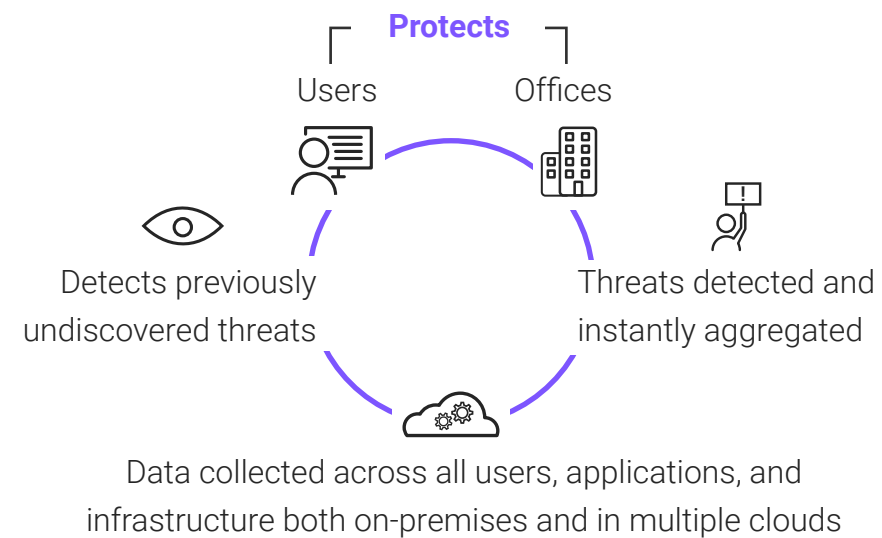 Protects
Users
Offices
!
Detects previously
undiscovered threats
Threats detected and
instantly aggregated
Data collected across all users, applications, and
infrastructure both on-premises and in multiple clouds